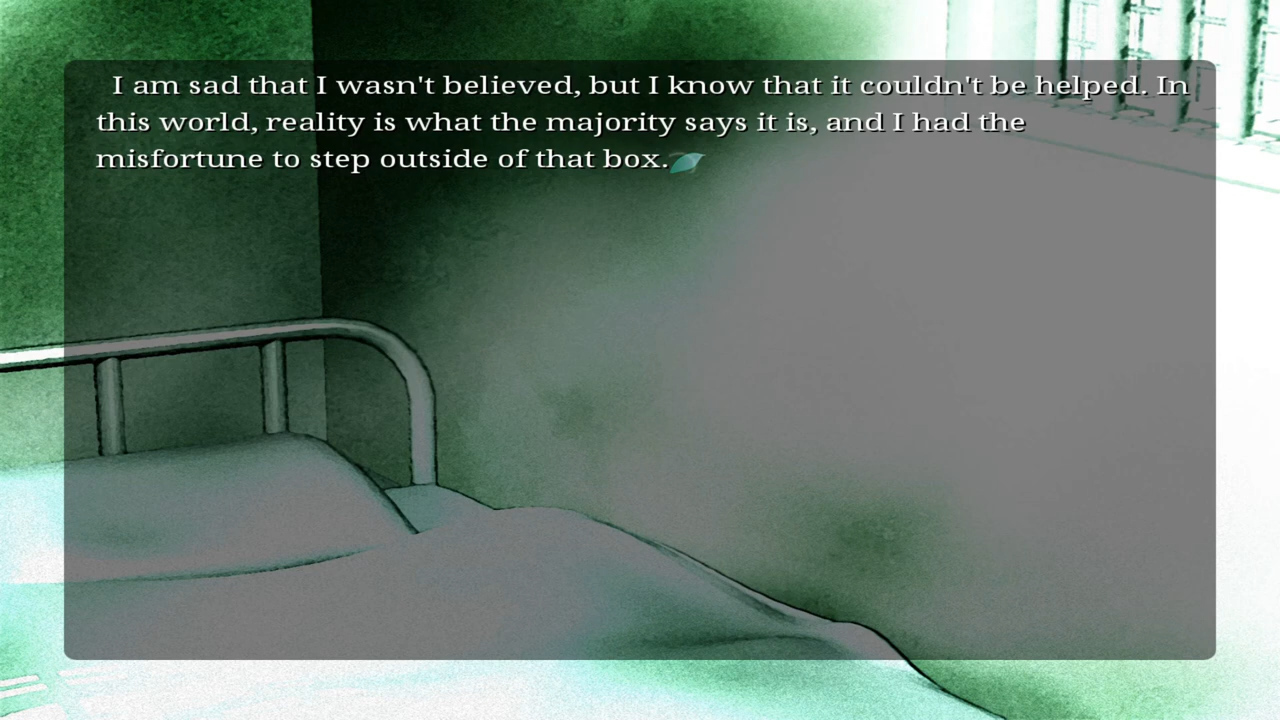 I am sad that I wasn't believed, but I know that it couldn't be helped. In
this world, reality is what the majority says it is, and I had the
misfortune to step outside of that box.